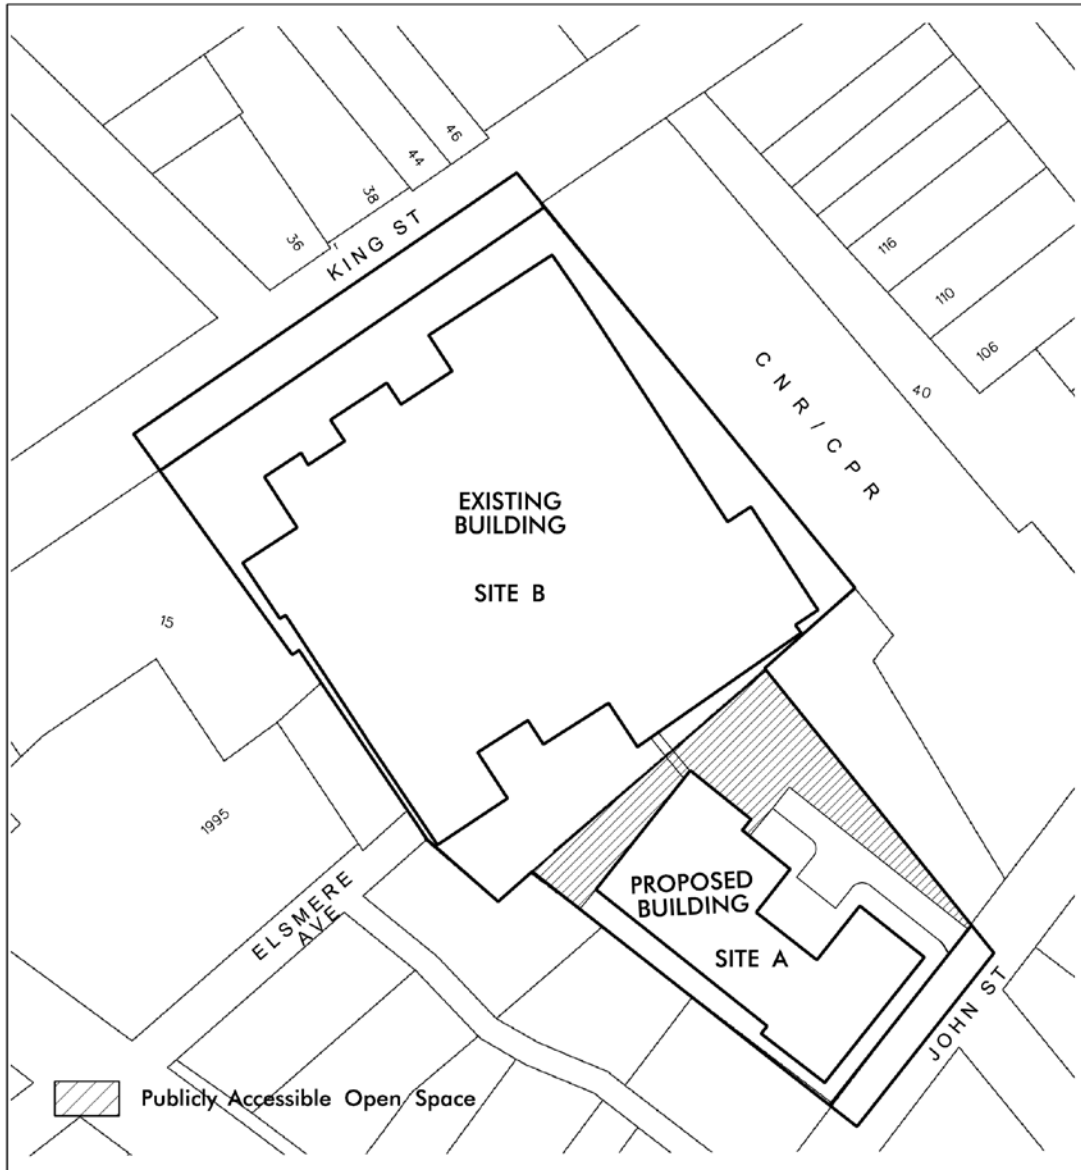 46
44
38
36
KING ST
116
110
106
40
CNR/CPR
EXISTING
BUILDING
SITE B
15
1995
ELSMERE
AVE
PROPOSED
BUILDING
SITE A
JOHN ST
Publicly Accessible Open Space